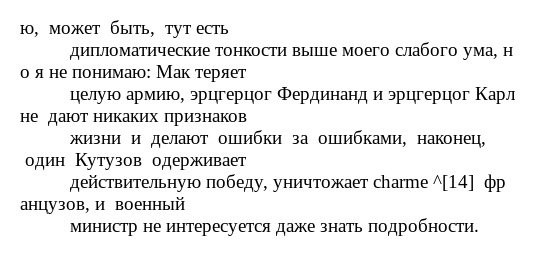 ю, может быть, тут есть
дипломатические тонкости выше моего слабого ума, н
о я не понимаю: Мак теряет
целую армию, эрцгерцог Фердинанд и эрцгерцог Карл
не дают никаких признаков
жизни и делают ошибки за ошибками, наконец,
один Кутузов одерживает
действительную победу, уничтожает charme ^[14] фр
анцузов, и военный
министр не интересуется даже знать подробности.